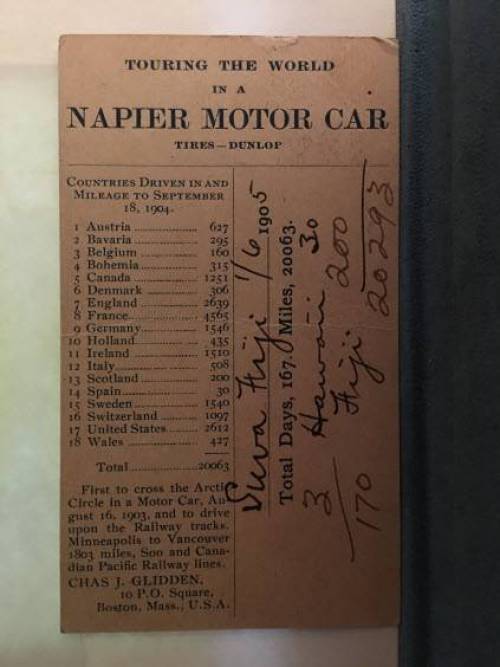 TOURING THE WORLD
IN A
NAPIER MOTOR CAR
TIRES—DUNLOP
COUNTRIES DRIVEN IN AND
MILEAGE TO SEPTEMBER
18, 1904.
1 Austria ........ 627
2 Bavaria ........ 295
3 Belgium ........ 160
4 Bohemia ........ 315
5 Canada ........ 1251
6 Denmark ........ 306
7 England ........ 2639
8 France ........ 4565
9 Germany ........ 1546
10 Holland ........ 435
11 Ireland ........ 1510
12 Italy ........ 508
13 Scotland ........ 200
14 Spain ........ 30
15 Sweden ........ 1540
16 Switzerland ........ 1097
17 United States ........ 2612
18 Wales ........ 427
Total ........ 20063
First to cross the Arctic
Circle in a Motor Car, Au-
gust 16, 1903, and to drive
upon the Railway tracks.
Minneapolis to Vancouver
1803 miles, Soo and Cana-
dian Pacific Railway lines.
CHAS J. GLIDDEN,
10 P.O. Square,
Boston, Mass., U.S.A.
Suva Fiji 1/6 1905
Total Days, 167. Miles, 20063.
3 Hawaii 30
Fiji 200
170 20293